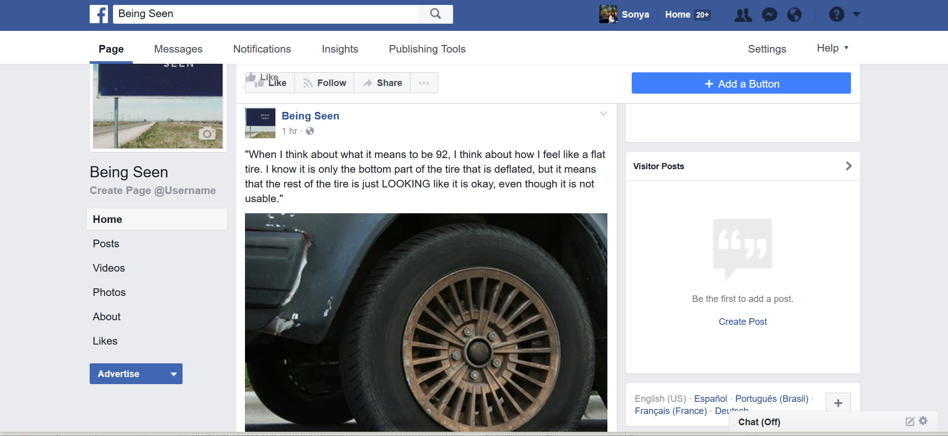 Being Seen
Sonya Home 20+
Page Messages Notifications Insights Publishing Tools Settings Help
SEEN
Like
Like Follow Share
+ Add a Button
Being Seen
1 hr ·
"When I think about what it means to be 92, I think about how I feel like a flat
tire. I know it is only the bottom part of the tire that is deflated, but it means
that the rest of the tire is just LOOKING like it is okay, even though it is not
usable."
Being Seen
Create Page @Username
Home
Posts
Videos
Photos
About
Likes
Advertise
Visitor Posts
Be the first to add a post.
Create Post
English (US) · Español · Português (Brasil) ·
Français (France) · Deutsch
Chat (Off)